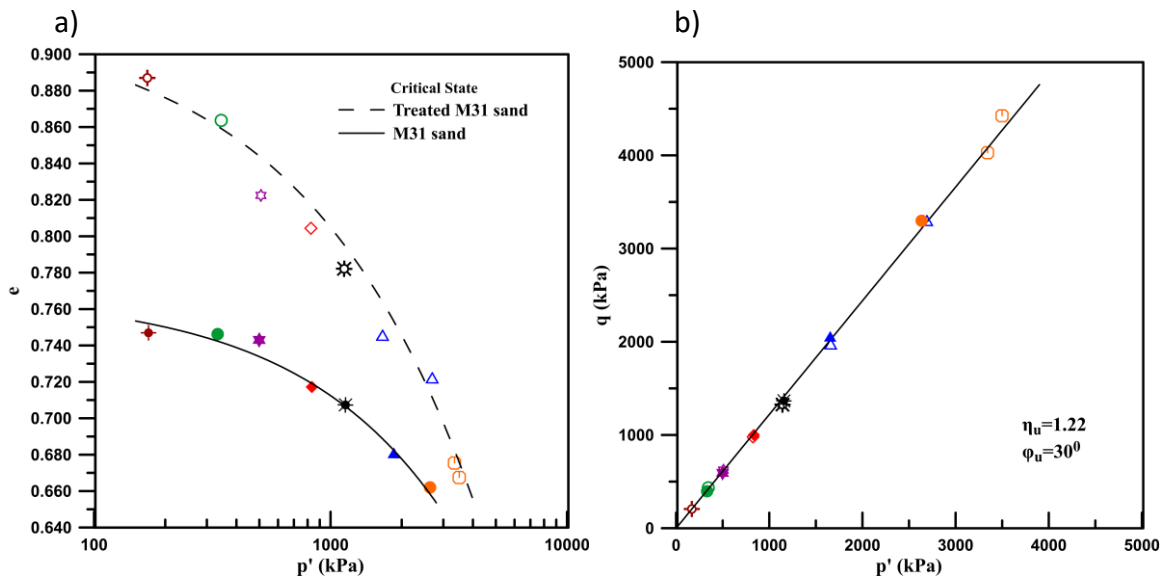 a)
0.900
0.880
0.860
0.840
0.820
0.800
0.780
0.760
0.740
0.720
0.700
0.680
0.660
0.640
e
Critical State
Treated M31 sand
M31 sand
100
1000
10000
p' (kPa)
b)
5000
4000
3000
2000
1000
0
q (kPa)
ηu=1.22
φu=30⁰
0
1000
2000
3000
4000
5000
p' (kPa)